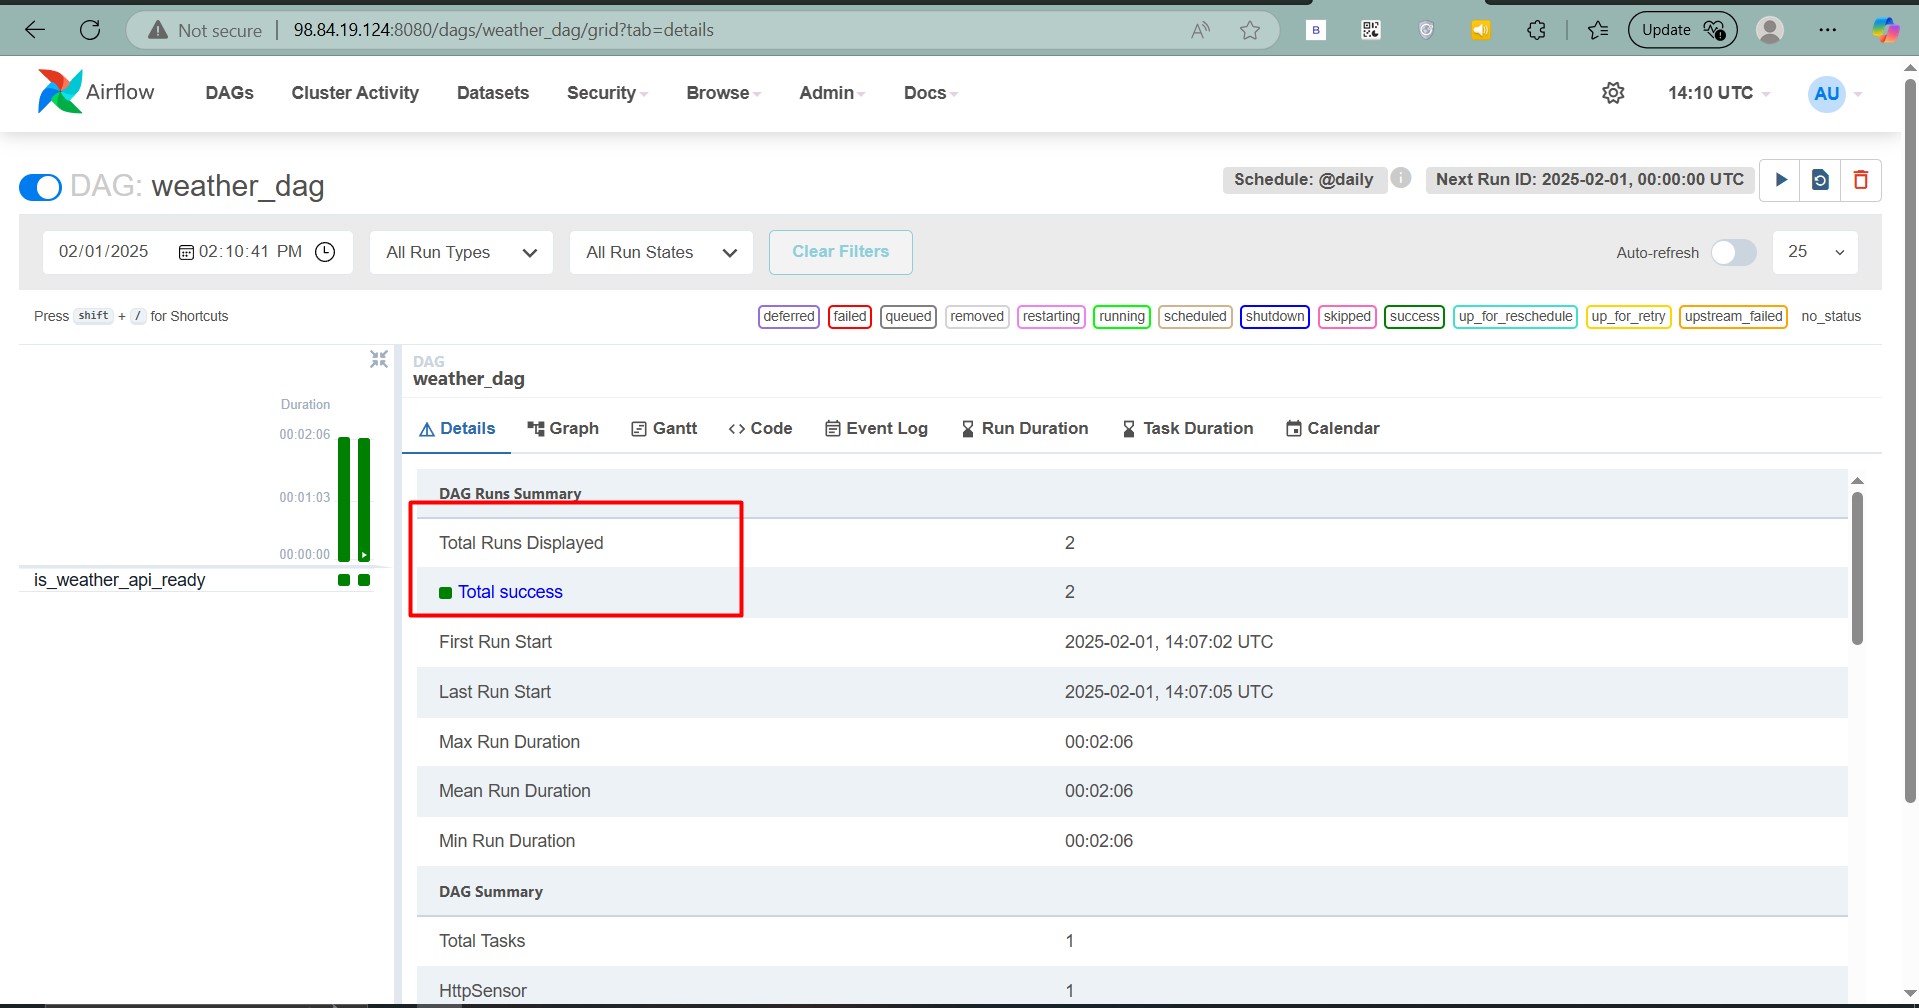 Not secure | 98.84.19.124:8080/dags/weather_dag/grid?tab=details
B
Update
Airflow
DAGs Cluster Activity Datasets Security Browse Admin Docs
14:10 UTC
AU
DAG: weather_dag
Schedule: @daily
Next Run ID: 2025-02-01, 00:00:00 UTC
02/01/2025 02:10:41 PM
All Run Types
All Run States
Clear Filters
Auto-refresh
25
Press shift + / for Shortcuts
deferred failed queued removed restarting running scheduled shutdown skipped success up_for_reschedule up_for_retry upstream_failed no_status
Duration
00:02:06
00:01:03
00:00:00
is_weather_api_ready
DAG
weather_dag
Details Graph Gantt Code Event Log Run Duration Task Duration Calendar
DAG Runs Summary
Total Runs Displayed 2
Total success 2
First Run Start 2025-02-01, 14:07:02 UTC
Last Run Start 2025-02-01, 14:07:05 UTC
Max Run Duration 00:02:06
Mean Run Duration 00:02:06
Min Run Duration 00:02:06
DAG Summary
Total Tasks 1
HttpSensor 1